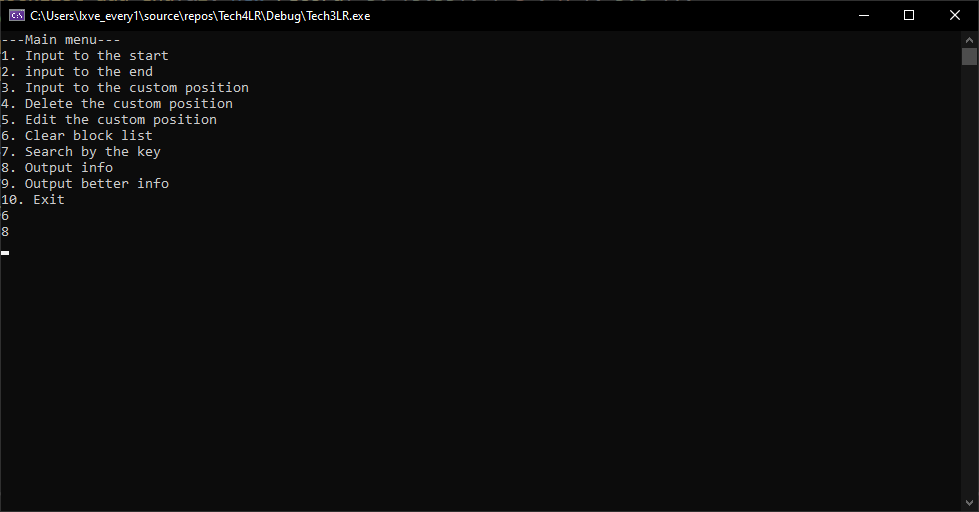 C:\Users\lxve_every1\source\repos\Tech4LR\Debug\Tech3LR.exe
---Main menu---
1. Input to the start
2. input to the end
3. Input to the custom position
4. Delete the custom position
5. Edit the custom position
6. Clear block list
7. Search by the key
8. Output info
9. Output better info
10. Exit
6
8